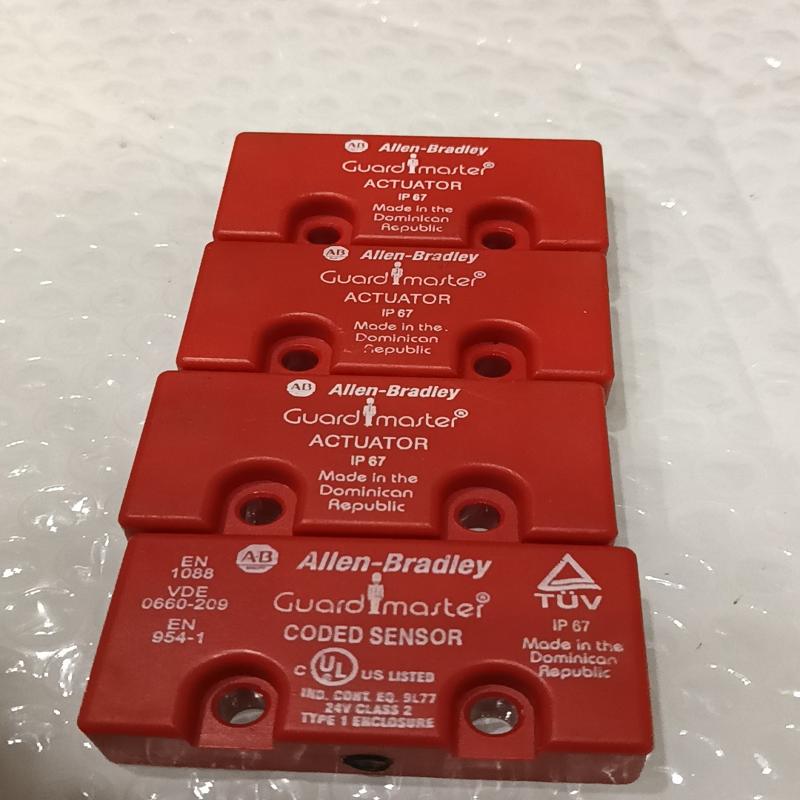 AB Allen-Bradley
Guardmaster®
ACTUATOR
IP 67
Made in the
Dominican
Republic
AB Allen-Bradley
Guardmaster®
ACTUATOR
IP 67
Made in the
Dominican
Republic
AB Allen-Bradley
Guardmaster®
ACTUATOR
IP 67
Made in the
Dominican
Republic
EN
1088
VDE
0660-209
EN
954-1
A-B Allen-Bradley
Guardmaster®
CODED SENSOR
C UL US LISTED
IND. CONT. EQ. 9L77
24V CLASS 2
TYPE 1 ENCLOSURE
TÜV
IP 67
Made in the
Dominican
Republic